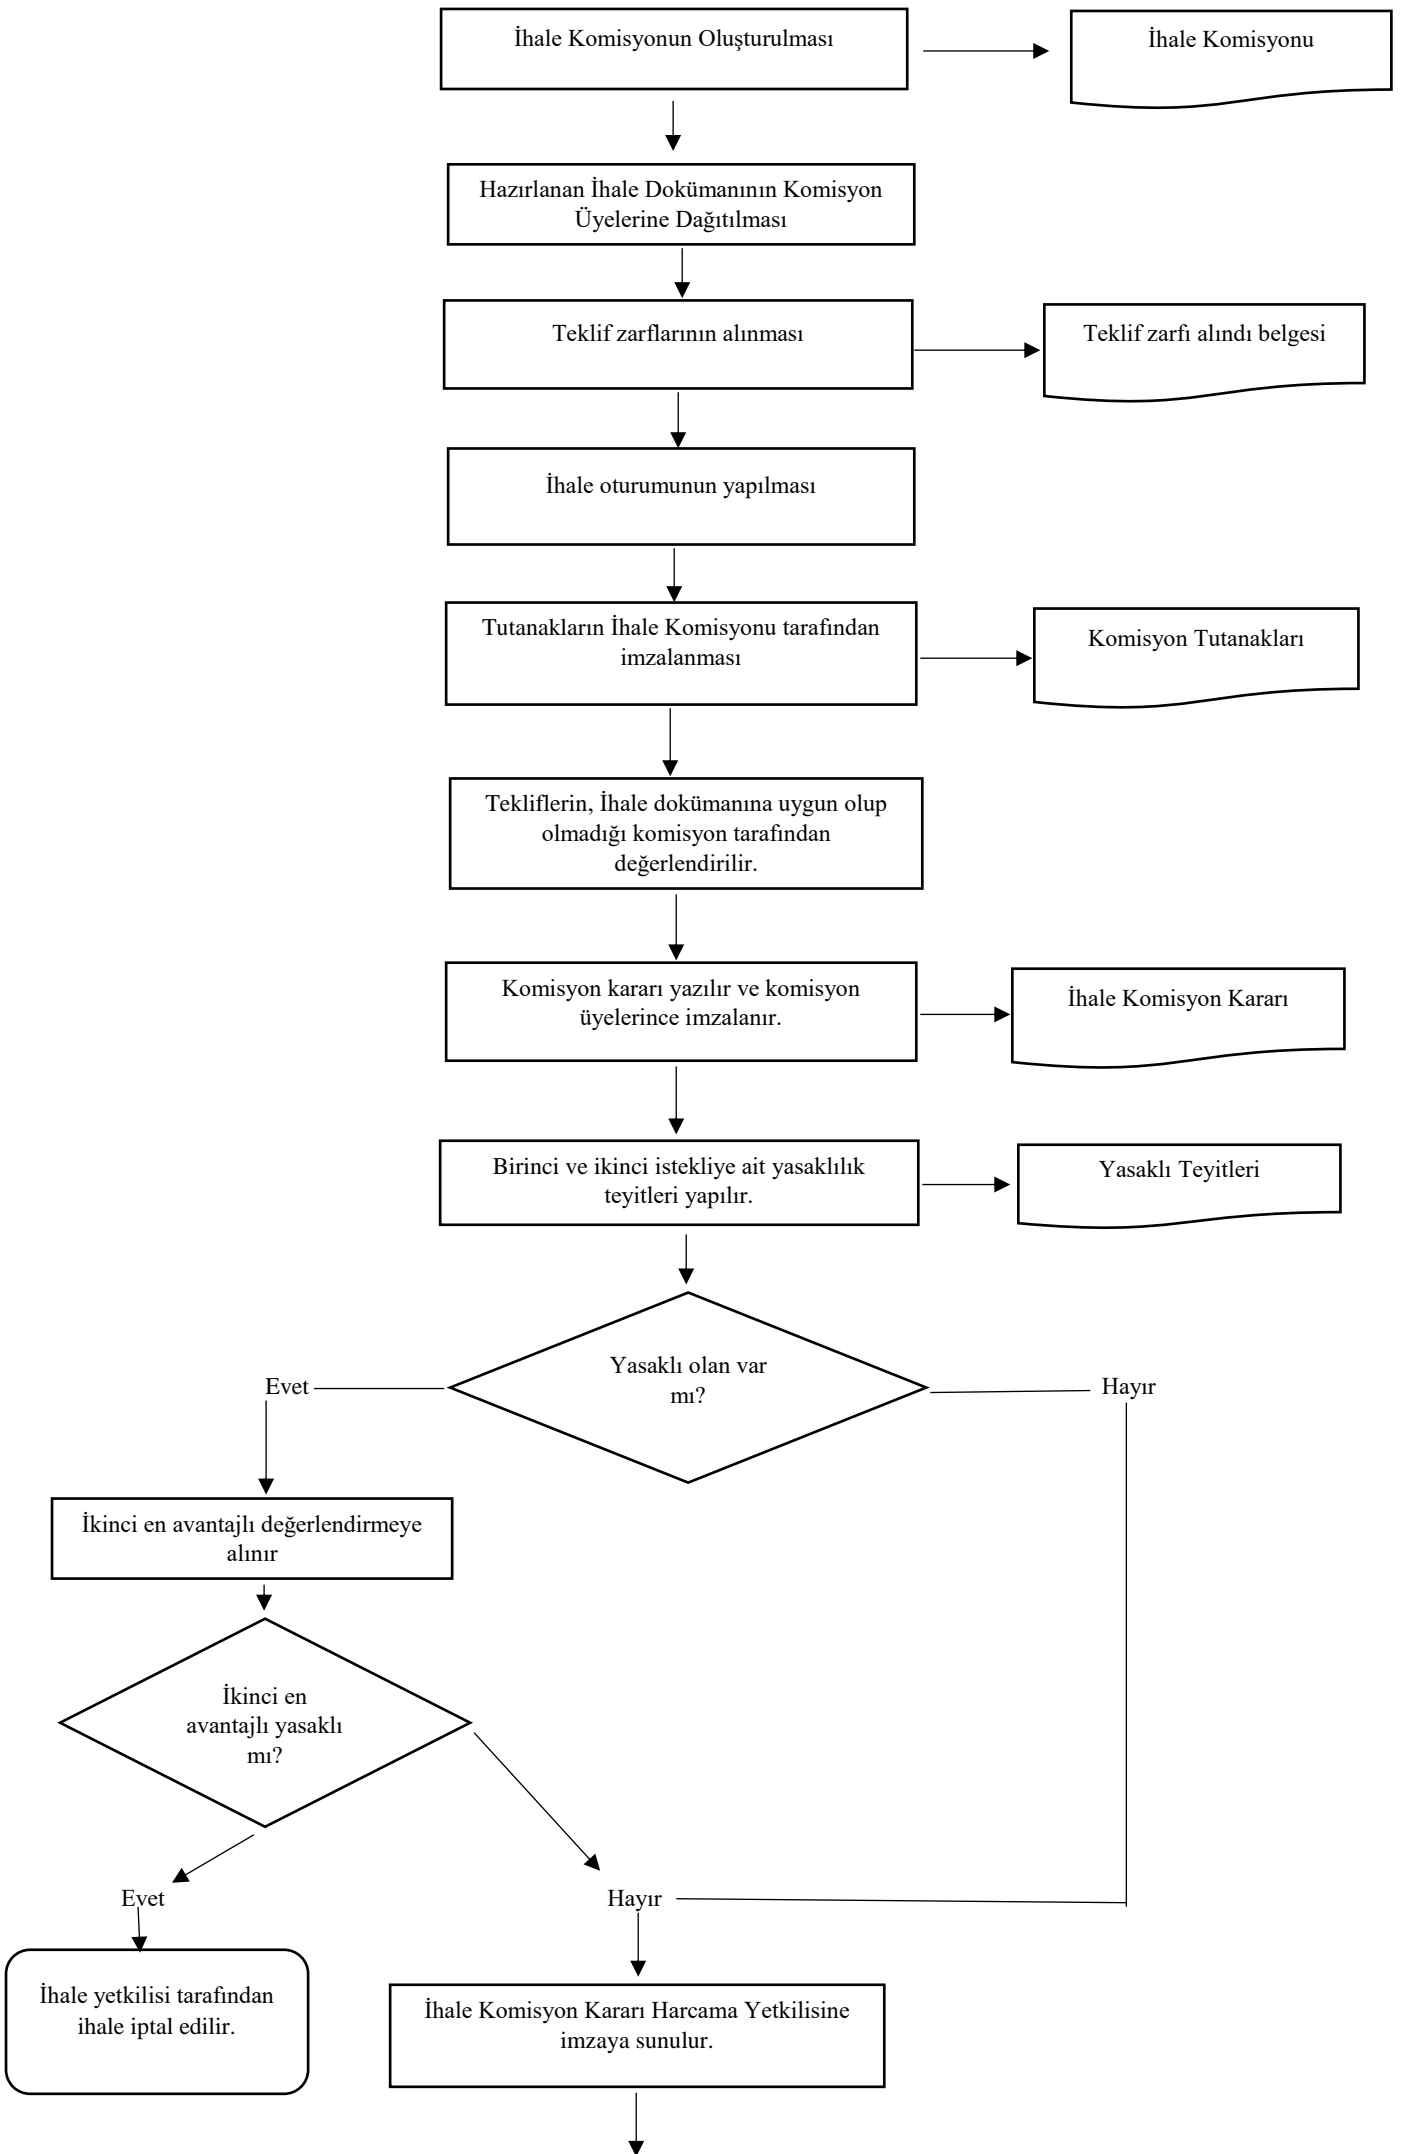 İhale Komisyonun Oluşturulması
İhale Komisyonu
Hazırlanan İhale Dokümanının Komisyon
Üyelerine Dağıtılması
Teklif zarflarının alınması
Teklif zarfı alındı belgesi
İhale oturumunun yapılması
Tutanakların İhale Komisyonu tarafından
imzalanması
Komisyon Tutanakları
Tekliflerin, İhale dokümanına uygun olup
olmadığı komisyon tarafından
değerlendirilir.
Komisyon kararı yazılır ve komisyon
üyelerince imzalanır.
İhale Komisyon Kararı
Birinci ve ikinci istekliye ait yasaklılık
teyitleri yapılır.
Yasaklı Teyitleri
Yasaklı olan var
mı?
Evet
Hayır
İkinci en avantajlı değerlendirmeye
alınır
İkinci en
avantajlı yasaklı
mı?
Evet
Hayır
İhale yetkilisi tarafından
ihale iptal edilir.
İhale Komisyon Kararı Harcama Yetkilisine
imzaya sunulur.